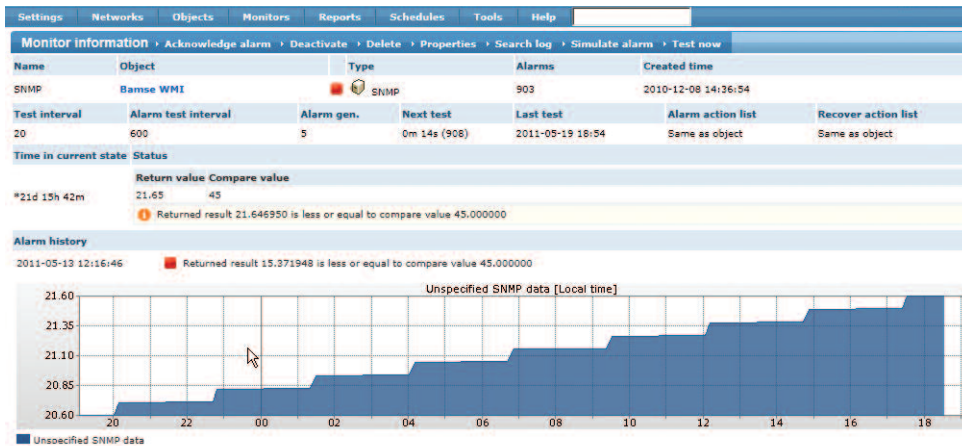 Settings Networks Objects Monitors Reports Schedules Tools Help
Monitor information › Acknowledge alarm › Deactivate › Delete › Properties › Search log › Simulate alarm › Test now
Name Object Type Alarms Created time
SNMP Bamse WMI SNMP 903 2010-12-08 14:36:54
Test interval Alarm test interval Alarm gen. Next test Last test Alarm action list Recover action list
20 600 5 0m 14s (908) 2011-05-19 18:54 Same as object Same as object
Time in current state Status
Return value Compare value
*21d 15h 42m 21.65 45
Returned result 21.646950 is less or equal to compare value 45.000000
Alarm history
2011-05-13 12:16:46 Returned result 15.371948 is less or equal to compare value 45.000000
Unspecified SNMP data [Local time]
21.60
21.35
21.10
20.85
20.60
20 22 00 02 04 06 08 10 12 14 16 18
Unspecified SNMP data